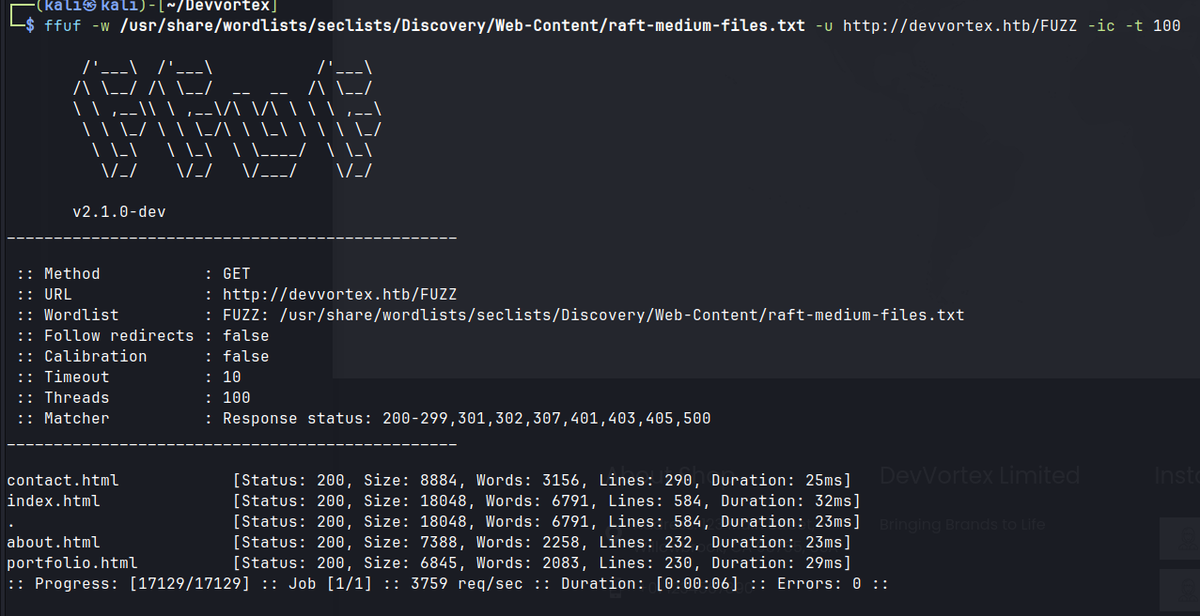 (kali㉿kali)-[~/Devvortex]
$ ffuf -w /usr/share/wordlists/seclists/Discovery/Web-Content/raft-medium-files.txt -u http://devvortex.htb/FUZZ -ic -t 100
v2.1.0-dev
:: Method : GET
:: URL : http://devvortex.htb/FUZZ
:: Wordlist : FUZZ: /usr/share/wordlists/seclists/Discovery/Web-Content/raft-medium-files.txt
:: Follow redirects : false
:: Calibration : false
:: Timeout : 10
:: Threads : 100
:: Matcher : Response status: 200-299,301,302,307,401,403,405,500
contact.html [Status: 200, Size: 8884, Words: 3156, Lines: 290, Duration: 25ms]
index.html [Status: 200, Size: 18048, Words: 6791, Lines: 584, Duration: 32ms]
. [Status: 200, Size: 18048, Words: 6791, Lines: 584, Duration: 23ms]
about.html [Status: 200, Size: 7388, Words: 2258, Lines: 232, Duration: 23ms]
portfolio.html [Status: 200, Size: 6845, Words: 2083, Lines: 230, Duration: 29ms]
:: Progress: [17129/17129] :: Job [1/1] :: 3759 req/sec :: Duration: [0:00:06] :: Errors: 0 ::
About Shop
DevVortex Limited
Bringing Brands to Life